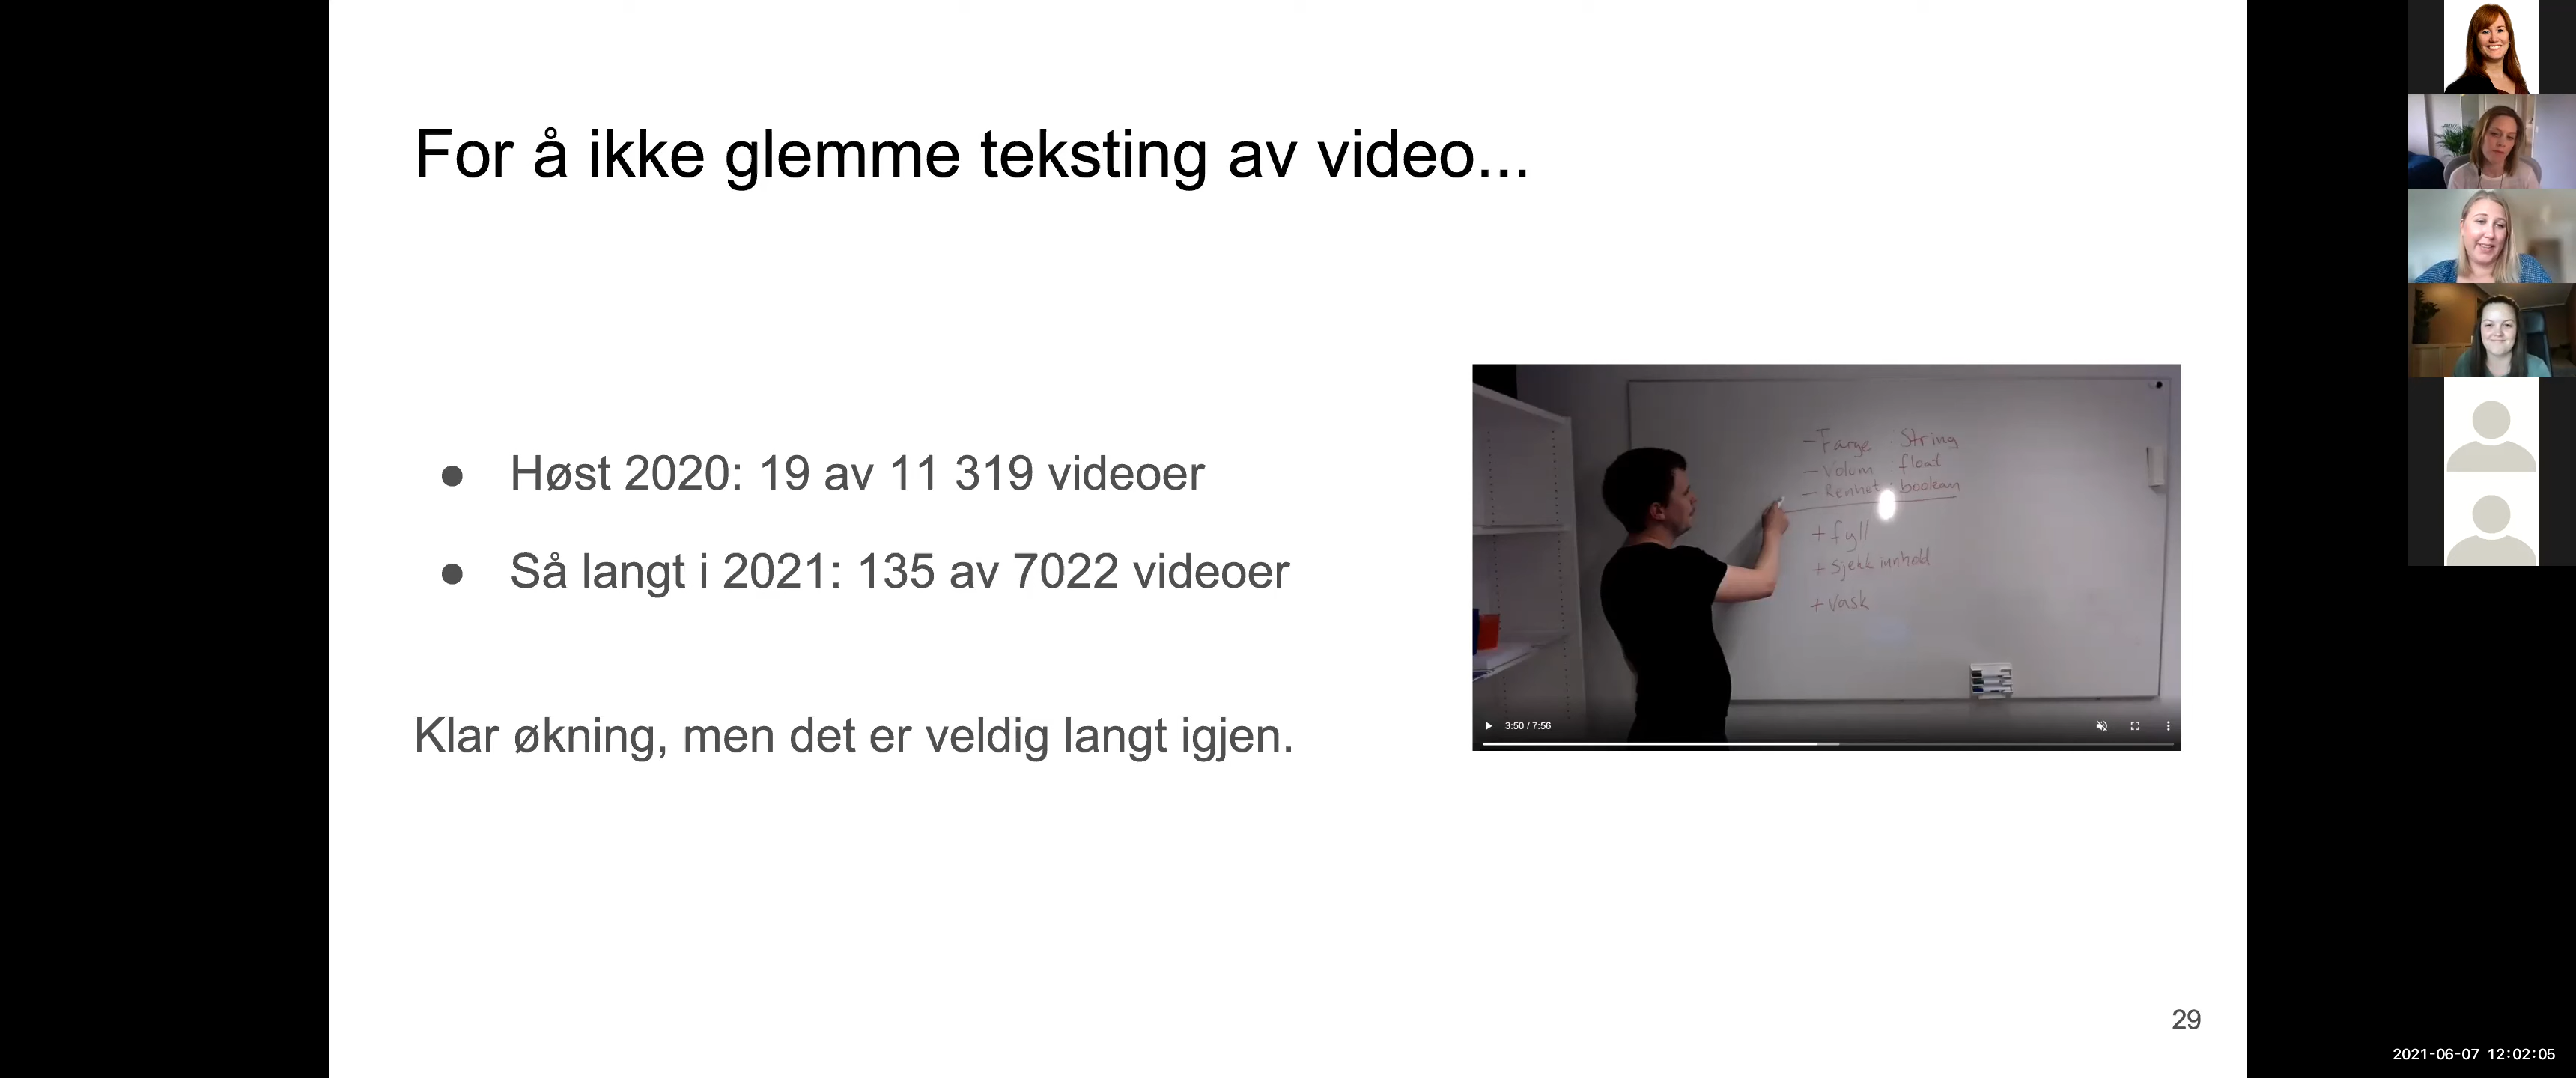 For å ikke glemme teksting av video...
● Høst 2020: 19 av 11 319 videoer
● Så langt i 2021: 135 av 7022 videoer
Klar økning, men det er veldig langt igjen.
- Farge : String
- Volum : float
- Renhet : boolean
+ fyll
+ sjekk innhold
+ vask
3:50 / 7:56
29
2021-06-07 12:02:05